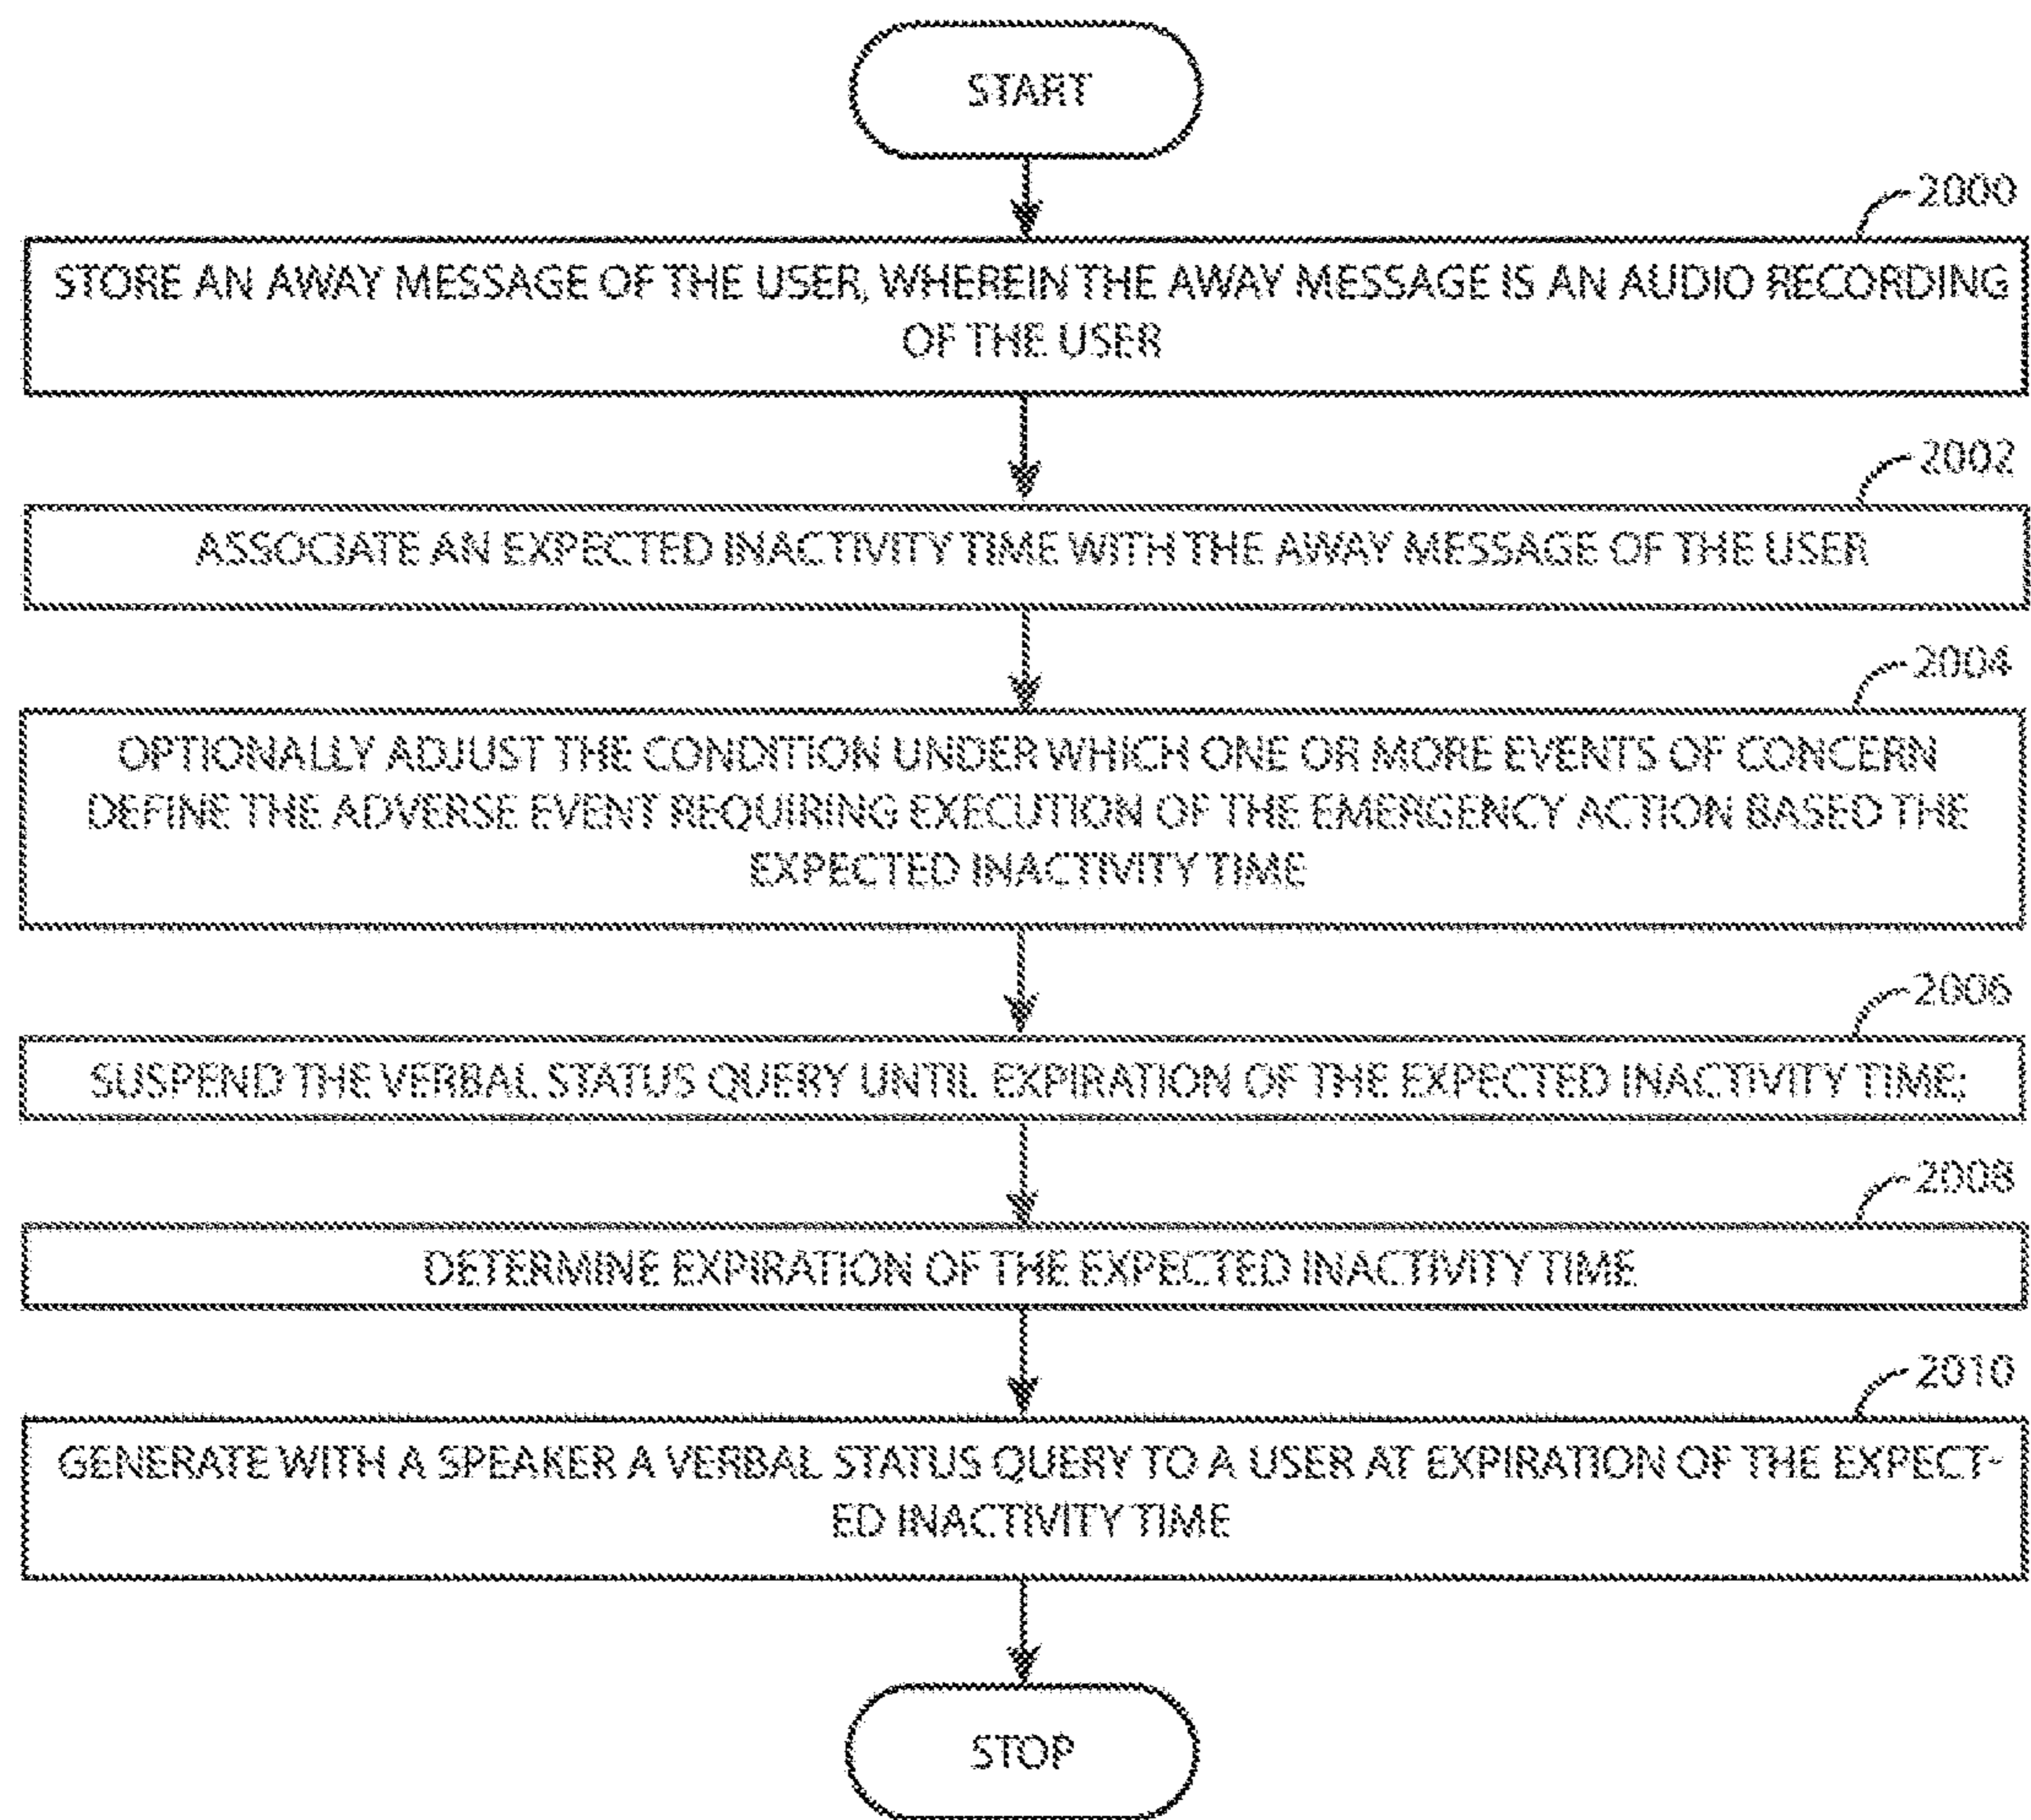 START
2000
STORE AN AWAY MESSAGE OF THE USER, WHEREIN THE AWAY MESSAGE IS AN AUDIO RECORDING
OF THE USER
2002
ASSOCIATE AN EXPECTED INACTIVITY TIME WITH THE AWAY MESSAGE OF THE USER
2004
OPTIONALLY ADJUST THE CONDITION UNDER WHICH ONE OR MORE EVENTS OF CONCERN
DEFINE THE ADVERSE EVENT REQUIRING EXECUTION OF THE EMERGENCY ACTION BASED THE
EXPECTED INACTIVITY TIME
2006
SUSPEND THE VERBAL STATUS QUERY UNTIL EXPIRATION OF THE EXPECTED INACTIVITY TIME;
2008
DETERMINE EXPIRATION OF THE EXPECTED INACTIVITY TIME
2010
GENERATE WITH A SPEAKER A VERBAL STATUS QUERY TO A USER AT EXPIRATION OF THE EXPECT-
ED INACTIVITY TIME
STOP